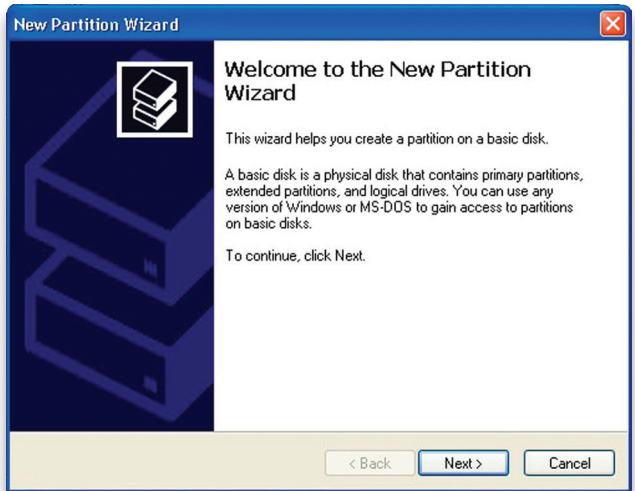 New Partition Wizard
Welcome to the New Partition
Wizard
This wizard helps you create a partition on a basic disk.
A basic disk is a physical disk that contains primary partitions,
extended partitions, and logical drives. You can use any
version of Windows or MS-DOS to gain access to partitions
on basic disks.
To continue, click Next.
< Back
Next >
Cancel